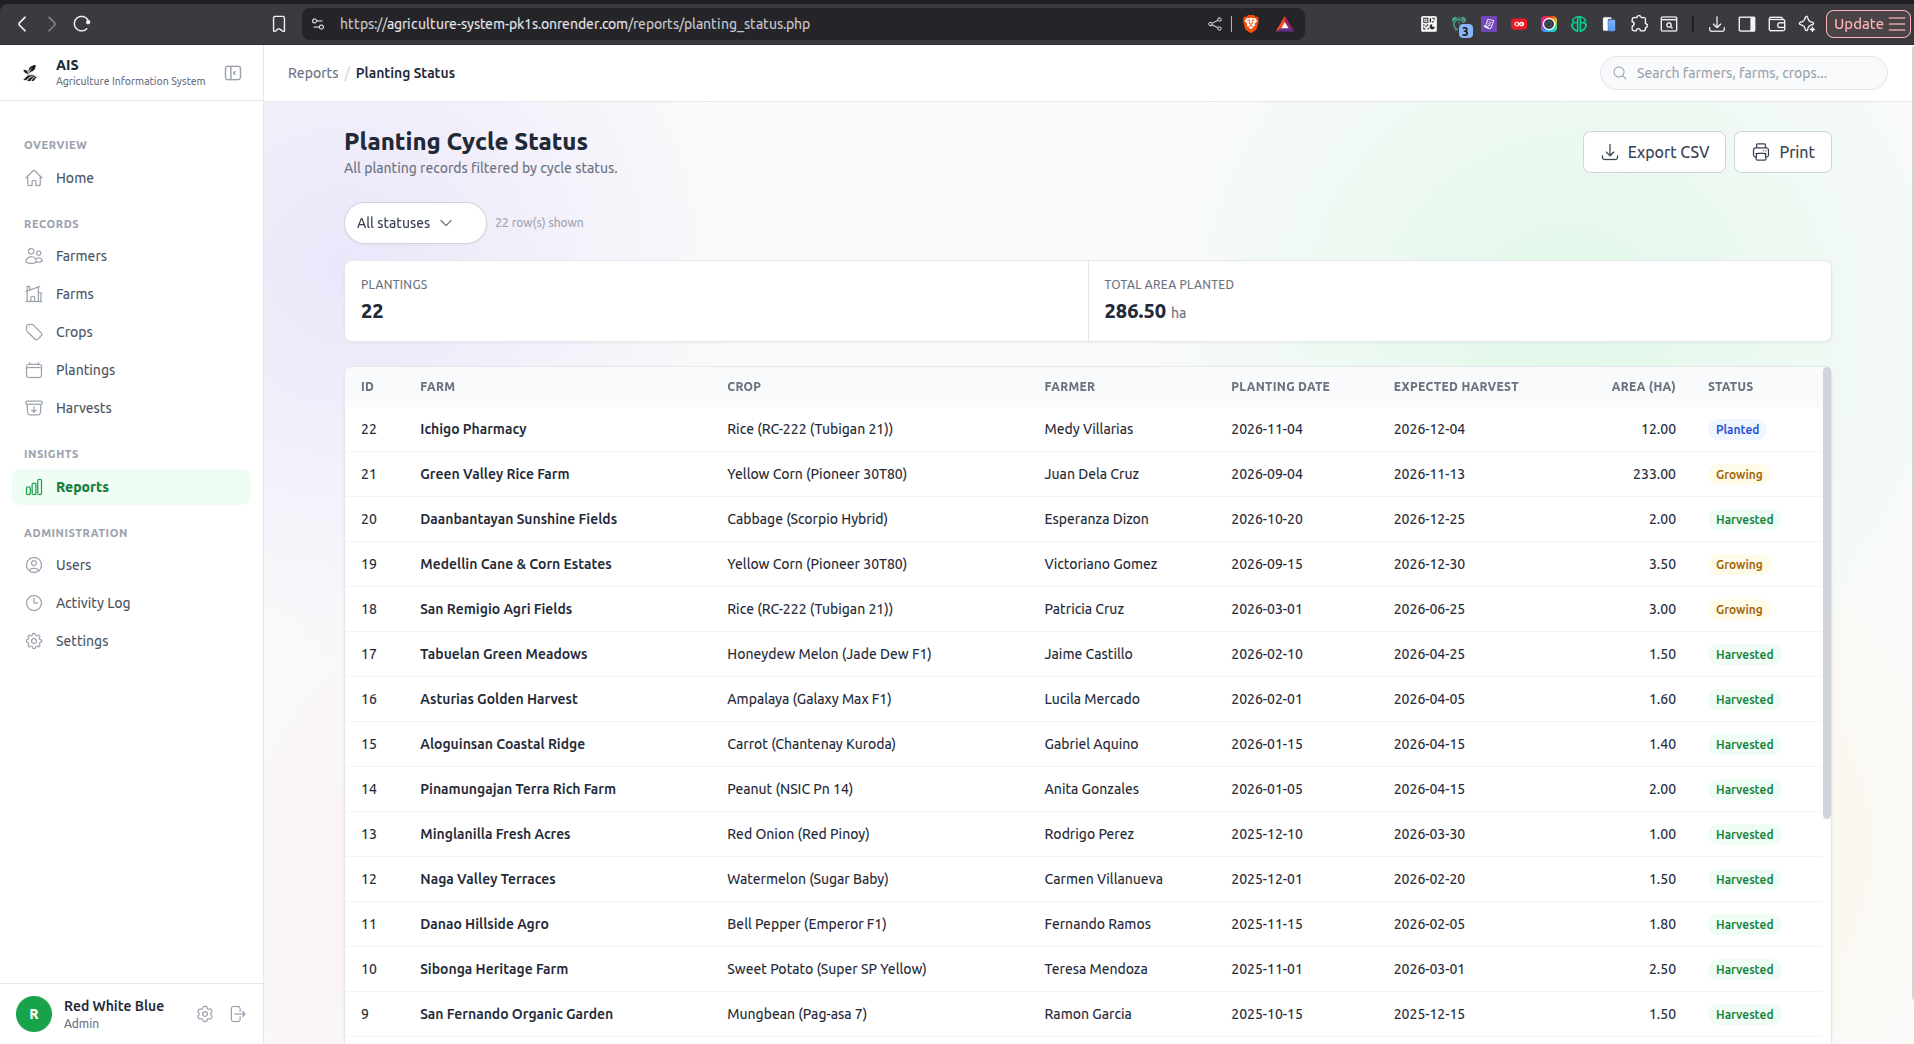 https://agriculture-system-pk1s.onrender.com/reports/planting_status.php
3
Update
AIS
Agriculture Information System
Reports / Planting Status
Search farmers, farms, crops...
OVERVIEW
Home
RECORDS
Farmers
Farms
Crops
Plantings
Harvests
INSIGHTS
Reports
ADMINISTRATION
Users
Activity Log
Settings
R
Red White Blue
Admin
Planting Cycle Status
All planting records filtered by cycle status.
Export CSV
Print
All statuses
22 row(s) shown
PLANTINGS
22
TOTAL AREA PLANTED
286.50 ha
ID FARM CROP FARMER PLANTING DATE EXPECTED HARVEST AREA (HA) STATUS
22 Ichigo Pharmacy Rice (RC-222 (Tubigan 21)) Medy Villarias 2026-11-04 2026-12-04 12.00 Planted
21 Green Valley Rice Farm Yellow Corn (Pioneer 30T80) Juan Dela Cruz 2026-09-04 2026-11-13 233.00 Growing
20 Daanbantayan Sunshine Fields Cabbage (Scorpio Hybrid) Esperanza Dizon 2026-10-20 2026-12-25 2.00 Harvested
19 Medellin Cane & Corn Estates Yellow Corn (Pioneer 30T80) Victoriano Gomez 2026-09-15 2026-12-30 3.50 Growing
18 San Remigio Agri Fields Rice (RC-222 (Tubigan 21)) Patricia Cruz 2026-03-01 2026-06-25 3.00 Growing
17 Tabuelan Green Meadows Honeydew Melon (Jade Dew F1) Jaime Castillo 2026-02-10 2026-04-25 1.50 Harvested
16 Asturias Golden Harvest Ampalaya (Galaxy Max F1) Lucila Mercado 2026-02-01 2026-04-05 1.60 Harvested
15 Aloguinsan Coastal Ridge Carrot (Chantenay Kuroda) Gabriel Aquino 2026-01-15 2026-04-15 1.40 Harvested
14 Pinamungajan Terra Rich Farm Peanut (NSIC Pn 14) Anita Gonzales 2026-01-05 2026-04-15 2.00 Harvested
13 Minglanilla Fresh Acres Red Onion (Red Pinoy) Rodrigo Perez 2025-12-10 2026-03-30 1.00 Harvested
12 Naga Valley Terraces Watermelon (Sugar Baby) Carmen Villanueva 2025-12-01 2026-02-20 1.50 Harvested
11 Danao Hillside Agro Bell Pepper (Emperor F1) Fernando Ramos 2025-11-15 2026-02-05 1.80 Harvested
10 Sibonga Heritage Farm Sweet Potato (Super SP Yellow) Teresa Mendoza 2025-11-01 2026-03-01 2.50 Harvested
9 San Fernando Organic Garden Mungbean (Pag-asa 7) Ramon Garcia 2025-10-15 2025-12-15 1.50 Harvested